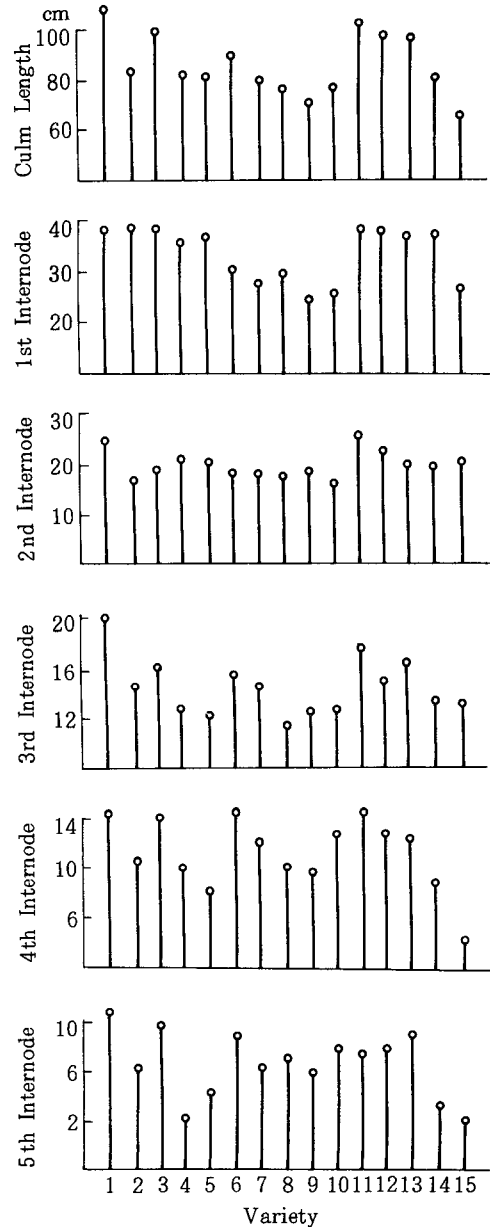 cm
100
80
60
Culm Length
40
30
20
1st Internode
30
20
10
2nd Internode
20
16
12
3rd Internode
14
10
6
4th Internode
10
6
2
5th Internode
1 2 3 4 5 6 7 8 9 10 11 12 13 14 15
Variety